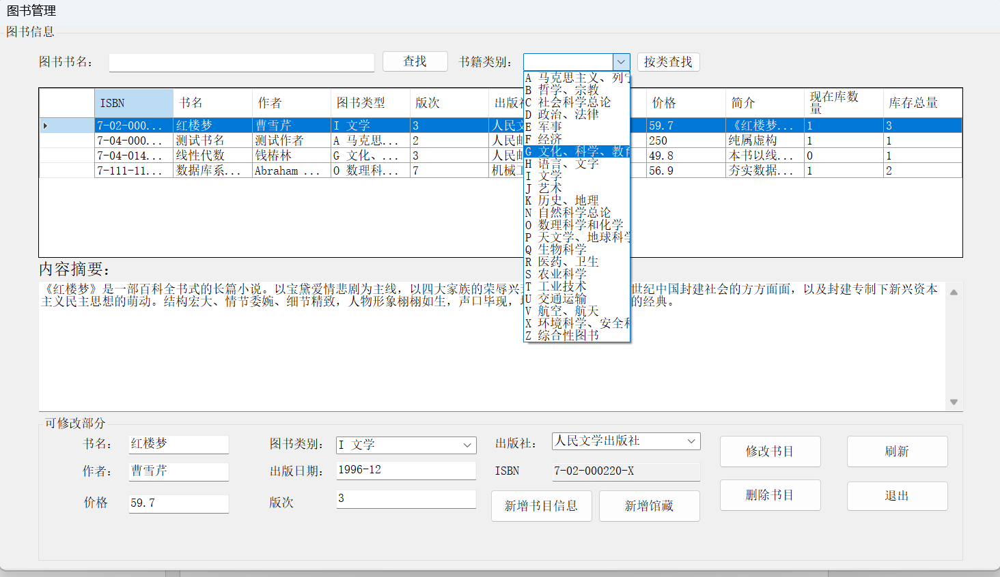 图书管理
图书信息
图书书名:
查找
书籍类别:
按类查找
A 马克思主义、列宁
B 哲学、宗教
C 社会科学总论
D 政治、法律
E 军事
F 经济
G 文化、科学、教育
H 语言、文字
I 文学
J 艺术
K 历史、地理
N 自然科学总论
O 数理科学和化学
P 天文学、地球科学
Q 生物科学
R 医药、卫生
S 农业科学
T 工业技术
U 交通运输
V 航空、航天
X 环境科学、安全科
Z 综合性图书
ISBN 书名 作者 图书类型 版次 出版社 价格 简介 现在库数量 库存总量
7-02-000... 红楼梦 曹雪芹 I 文学 3 人民文 59.7 《红楼梦... 1 3
7-04-000... 测试书名 测试作者 A 马克思... 2 人民邮 250 纯属虚构 1 1
7-04-014... 线性代数 钱椿林 G 文化、... 3 人民邮 49.8 本书以线... 0 1
7-111-11... 数据库系... Abraham ... O 数理科... 7 机械工 56.9 夯实数据... 1 2
内容摘要:
《红楼梦》是一部百科全书式的长篇小说。以宝黛爱情悲剧为主线，以四大家族的荣辱兴 世纪中国封建社会的方方面面，以及封建专制下新兴资本
主义民主思想的萌动。结构宏大、情节委婉、细节精致，人物形象栩栩如生，声口毕现， 的经典。
可修改部分
书名: 红楼梦 图书类别: I 文学 出版社: 人民文学出版社 修改书目 刷新
作者: 曹雪芹 出版日期: 1996-12 ISBN 7-02-000220-X
价格 59.7 版次 3 新增书目信息 新增馆藏 删除书目 退出